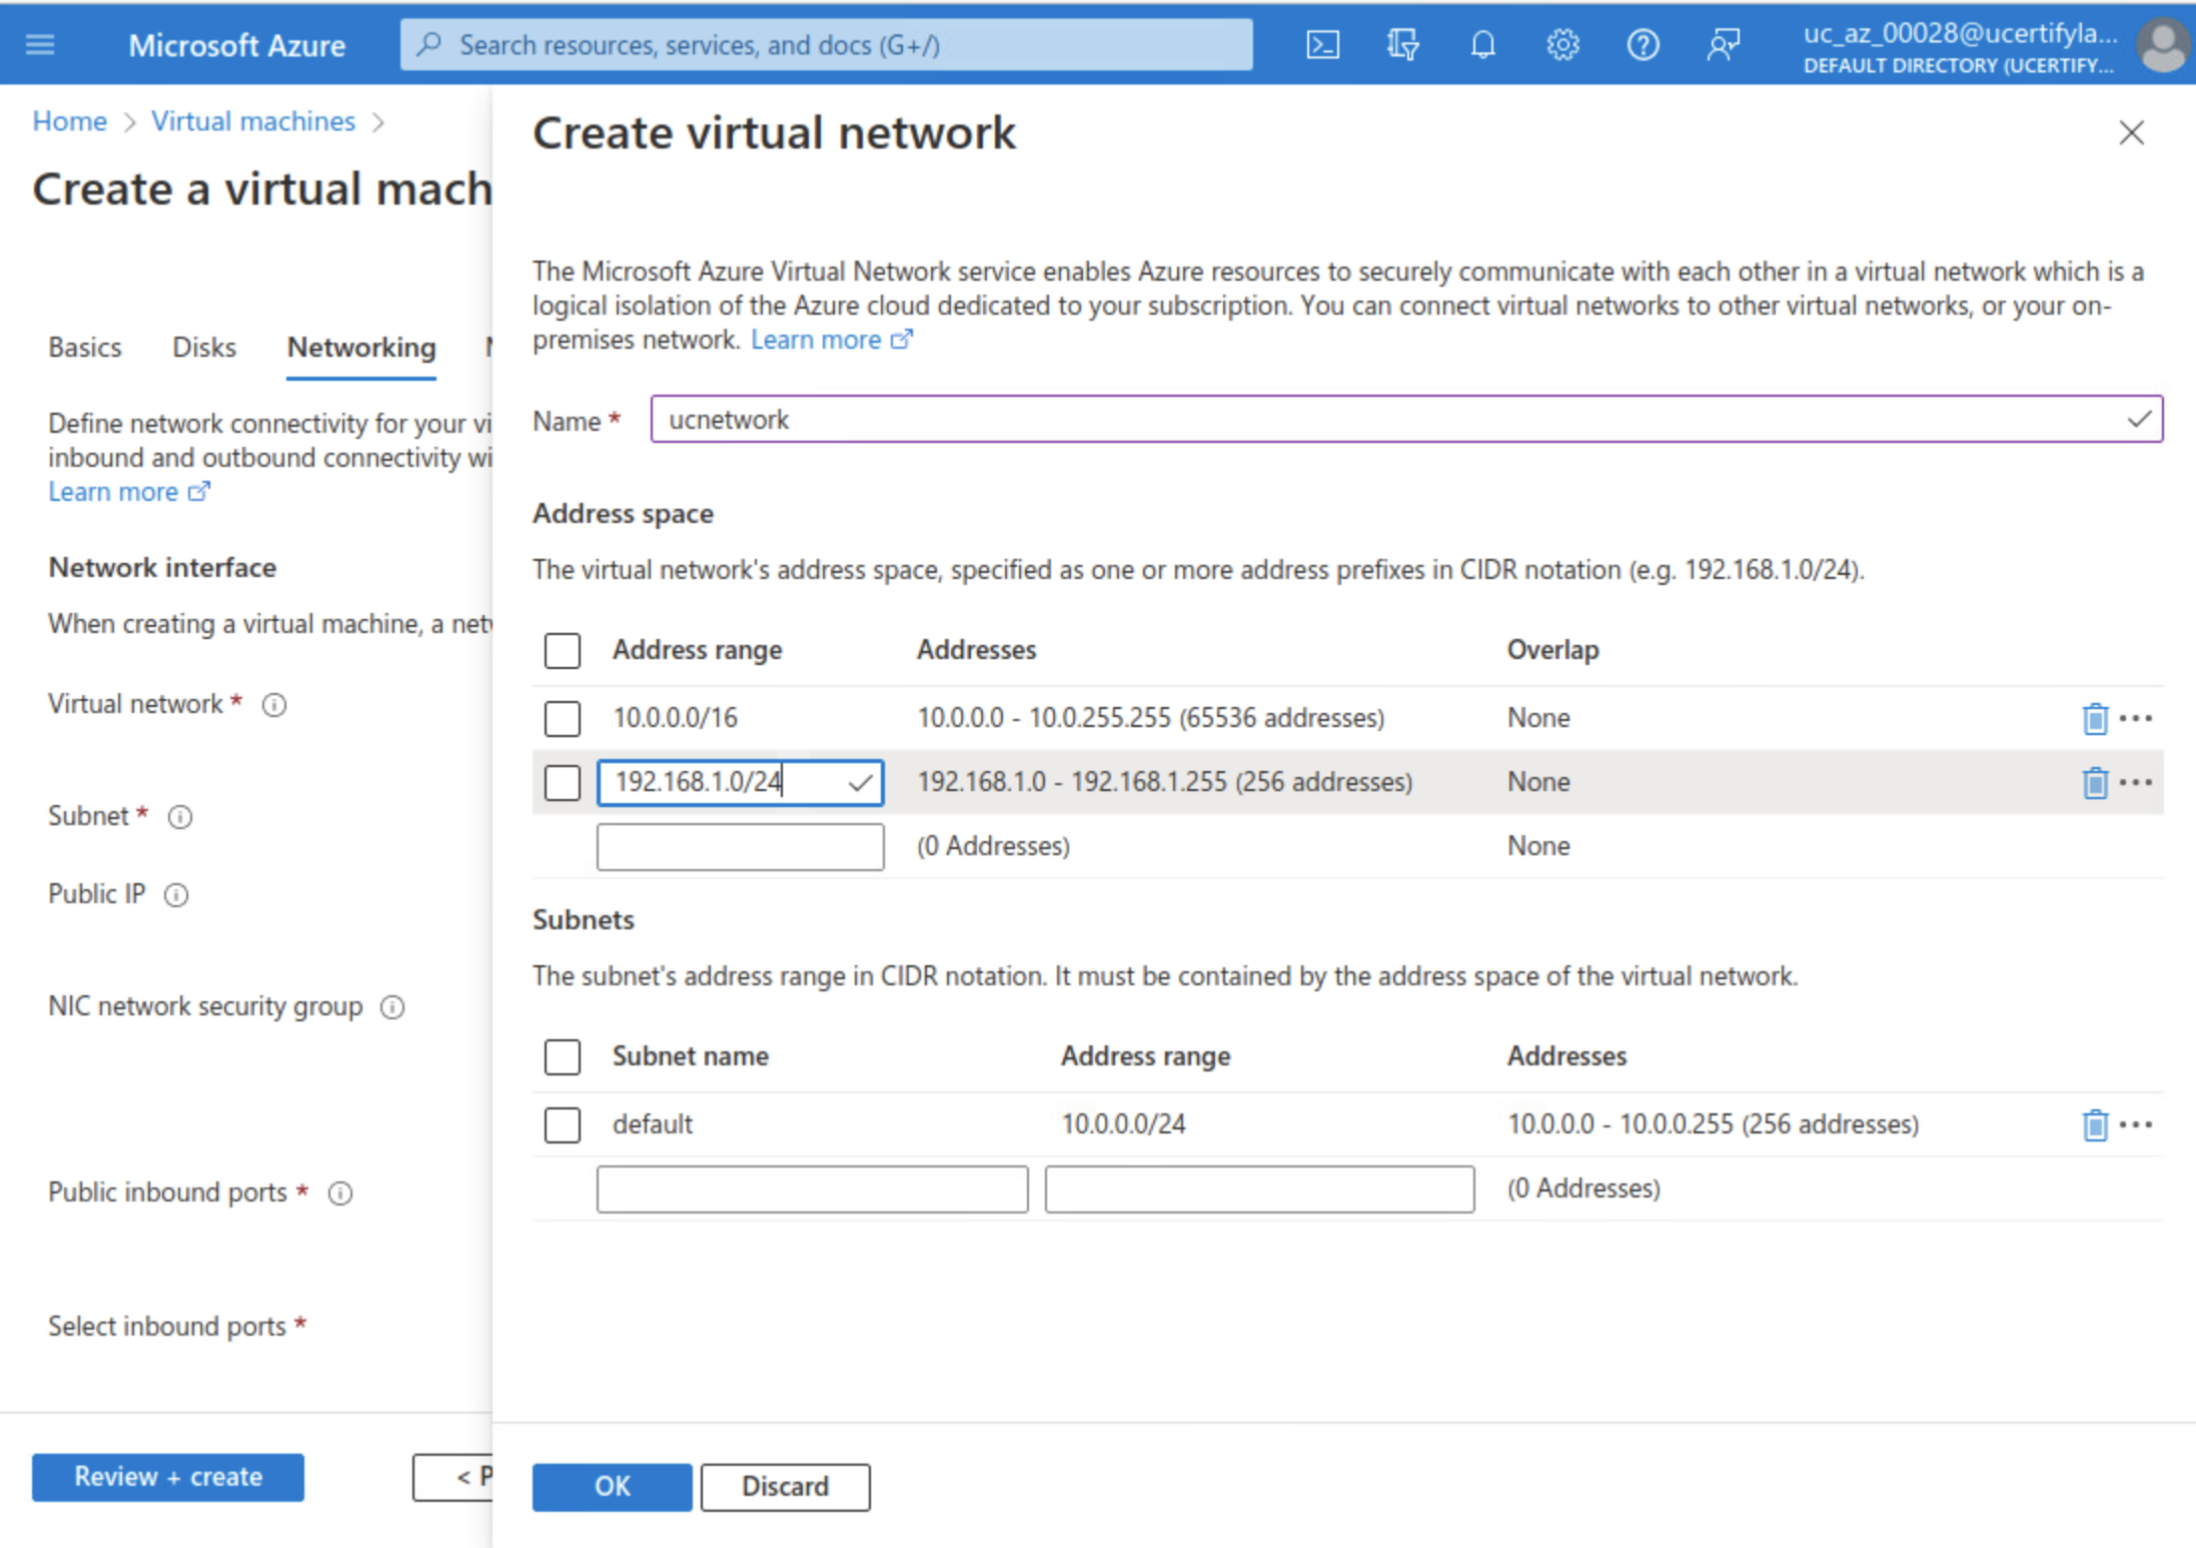 Microsoft Azure
Search resources, services, and docs (G+/)
uc_az_00028@ucertifyla...
DEFAULT DIRECTORY (UCERTIFY...
Home > Virtual machines >
Create a virtual mach
Basics Disks Networking
Define network connectivity for your vi
inbound and outbound connectivity wi
Learn more
Network interface
When creating a virtual machine, a net
Virtual network *
Subnet *
Public IP
NIC network security group
Public inbound ports *
Select inbound ports *
Review + create
< P
Create virtual network
The Microsoft Azure Virtual Network service enables Azure resources to securely communicate with each other in a virtual network which is a
logical isolation of the Azure cloud dedicated to your subscription. You can connect virtual networks to other virtual networks, or your on-
premises network. Learn more
Name * ucnetwork
Address space
The virtual network's address space, specified as one or more address prefixes in CIDR notation (e.g. 192.168.1.0/24).
Address range Addresses Overlap
10.0.0.0/16 10.0.0.0 - 10.0.255.255 (65536 addresses) None
192.168.1.0/24 192.168.1.0 - 192.168.1.255 (256 addresses) None
(0 Addresses) None
Subnets
The subnet's address range in CIDR notation. It must be contained by the address space of the virtual network.
Subnet name Address range Addresses
default 10.0.0.0/24 10.0.0.0 - 10.0.0.255 (256 addresses)
(0 Addresses)
OK Discard